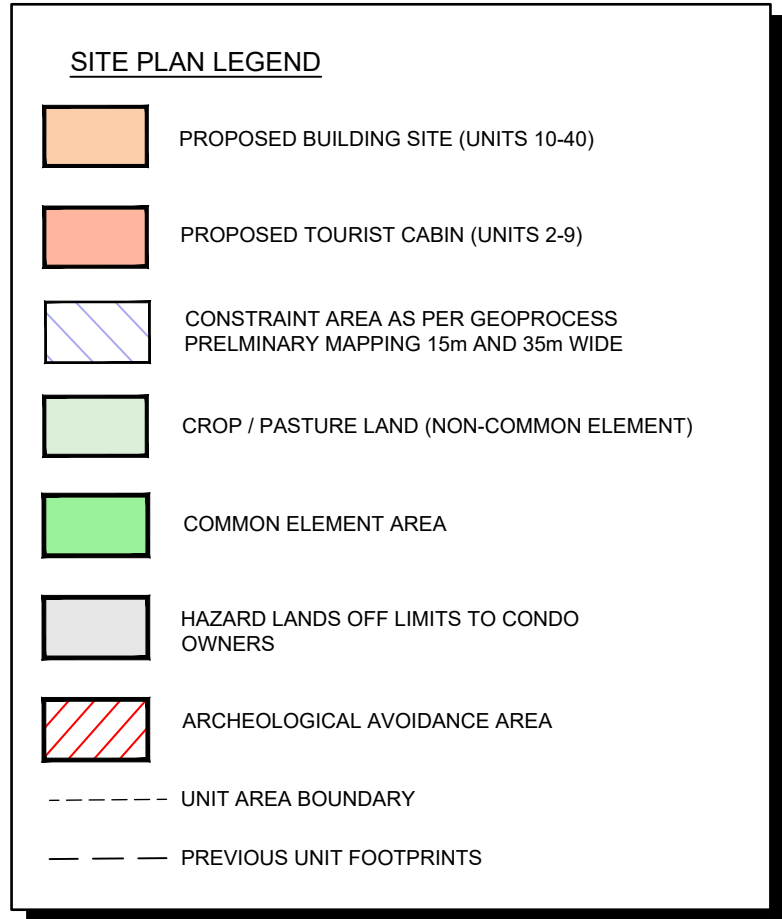 SITE PLAN LEGEND
PROPOSED BUILDING SITE (UNITS 10-40)
PROPOSED TOURIST CABIN (UNITS 2-9)
CONSTRAINT AREA AS PER GEOPROCESS
PRELMINARY MAPPING 15m AND 35m WIDE
CROP / PASTURE LAND (NON-COMMON ELEMENT)
COMMON ELEMENT AREA
HAZARD LANDS OFF LIMITS TO CONDO
OWNERS
ARCHEOLOGICAL AVOIDANCE AREA
UNIT AREA BOUNDARY
PREVIOUS UNIT FOOTPRINTS